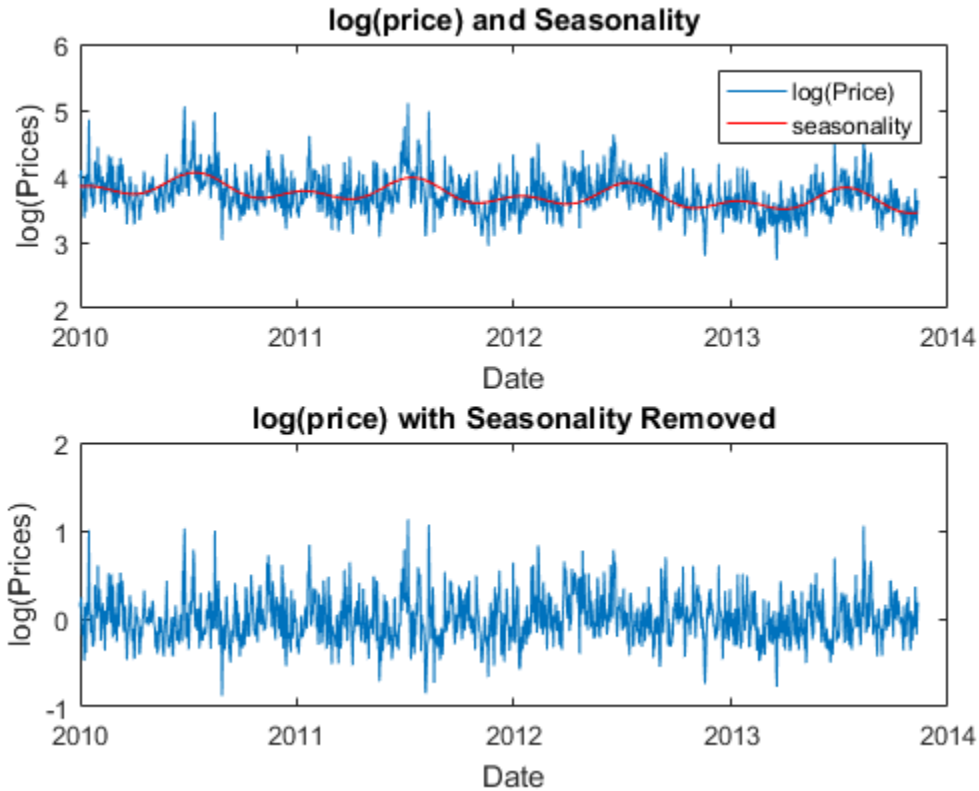 log(price) and Seasonality
log(Prices)
6
5
4
3
2
log(Price)
seasonality
2010 2011 2012 2013 2014
Date
log(price) with Seasonality Removed
log(Prices)
2
1
0
-1
2010 2011 2012 2013 2014
Date